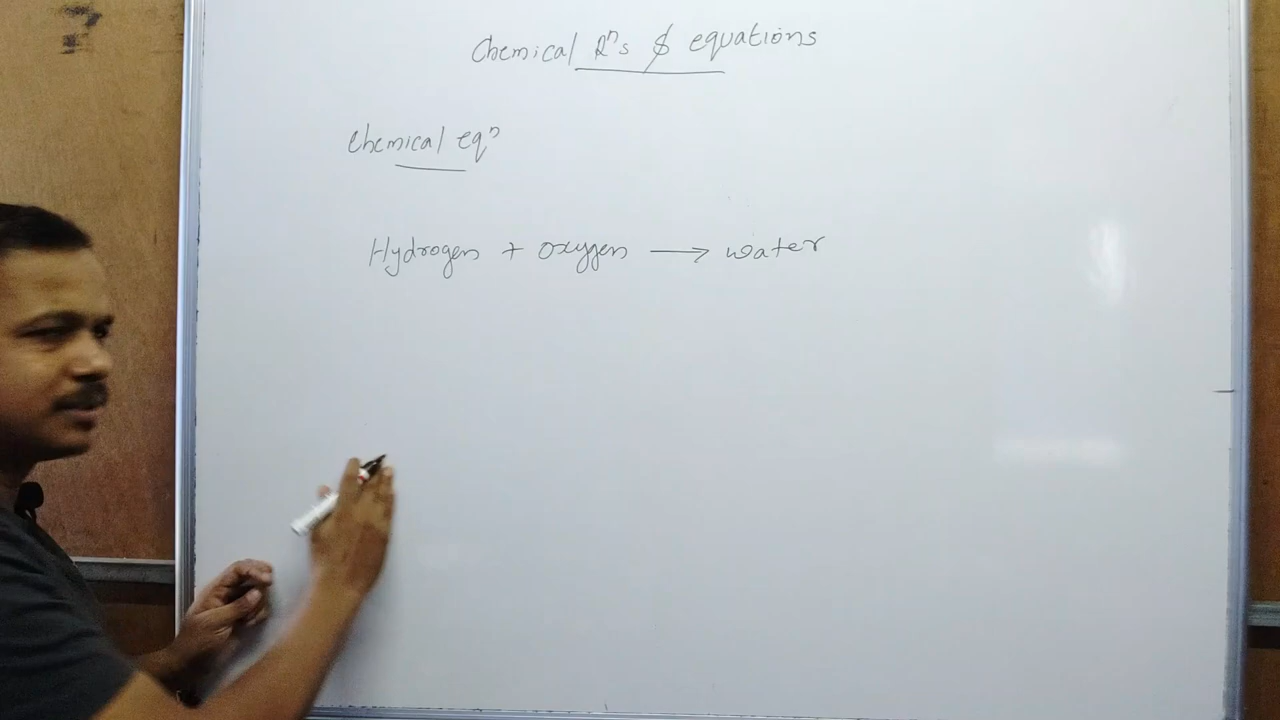 Chemical Rⁿs & equations
Chemical eqⁿ
Hydrogen + oxygen ⟶ water